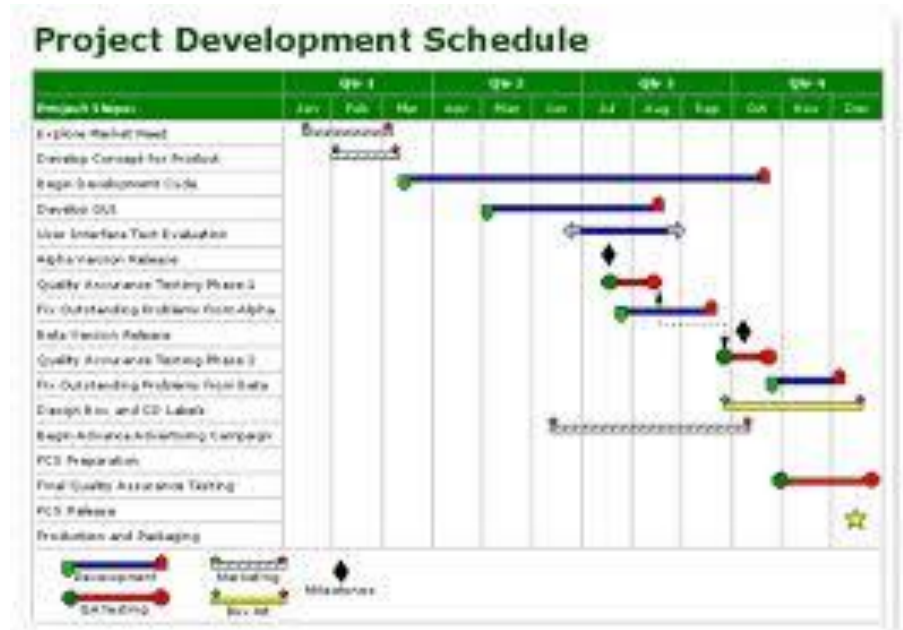 Project Development Schedule
Qtr 1 Qtr 2 Qtr 3 Qtr 4
Project Steps: Jan Feb Mar Apr May Jun Jul Aug Sep Oct Nov Dec
Explore Market Need
Develop Concept for Product
Begin Development Code
Develop GUI
User Interface Test Evaluation
Alpha Version Release
Quality Assurance Testing Phase 1
Fix Outstanding Problems from Alpha
Beta Version Release
Quality Assurance Testing Phase 2
Fix Outstanding Problems from Beta
Design Box and CD Labels
Begin Advance Advertising Campaign
FCS Preparation
Final Quality Assurance Testing
FCS Release
Production and Packaging
Development Marketing Milestones
QA Testing Box Art